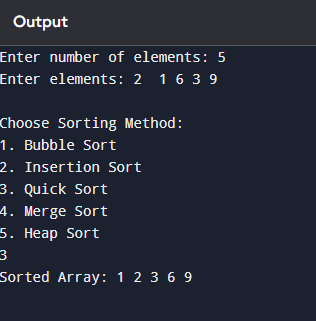 Output
Enter number of elements: 5
Enter elements: 2  1 6 3 9
Choose Sorting Method:
1. Bubble Sort
2. Insertion Sort
3. Quick Sort
4. Merge Sort
5. Heap Sort
3
Sorted Array: 1 2 3 6 9